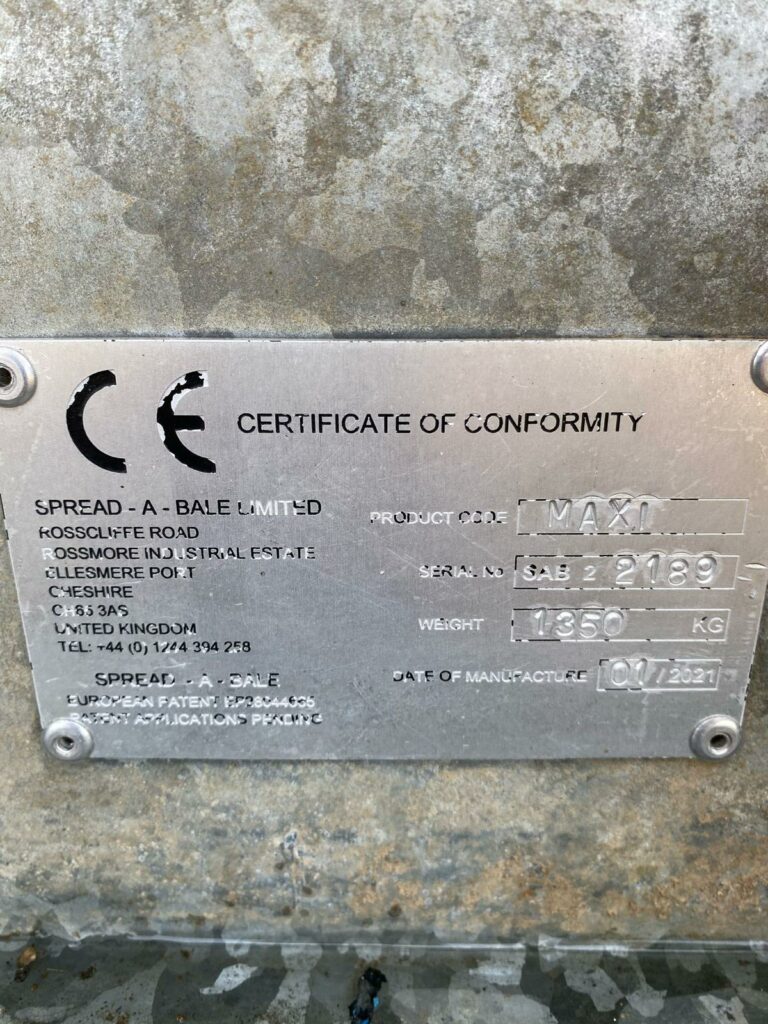 CE CERTIFICATE OF CONFORMITY
SPREAD - A - BALE LIMITED
ROSSCLIFFE ROAD
ROSSMORE INDUSTRIAL ESTATE
ELLESMERE PORT
CHESHIRE
CH65 3AS
UNITED KINGDOM
TEL: +44 (0) 1244 394 258
SPREAD - A - BALE
EUROPEAN PATENT
PATENT APPLICATIONS PENDING
PRODUCT CODE MAXI
SERIAL No SAB 2 2189
WEIGHT 1350 KG
DATE OF MANUFACTURE 01//2021